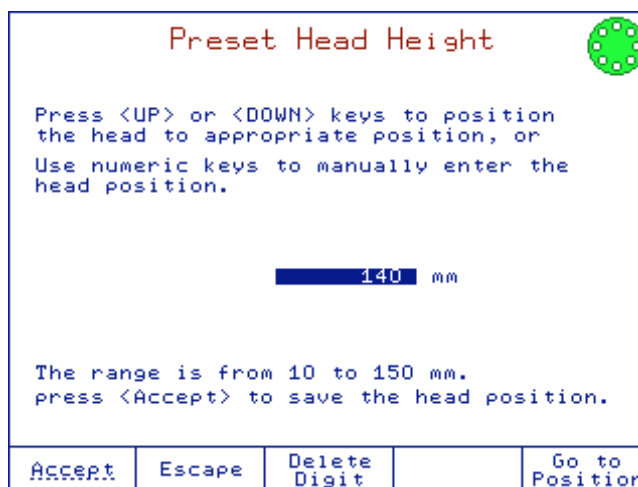 Preset Head Height
Press <UP> or <DOWN> keys to position
the head to appropriate position, or
Use numeric keys to manually enter the
head position.
140 mm
The range is from 10 to 150 mm.
press <Accept> to save the head position.
Accept
Escape
Delete
Digit
Go to
Position